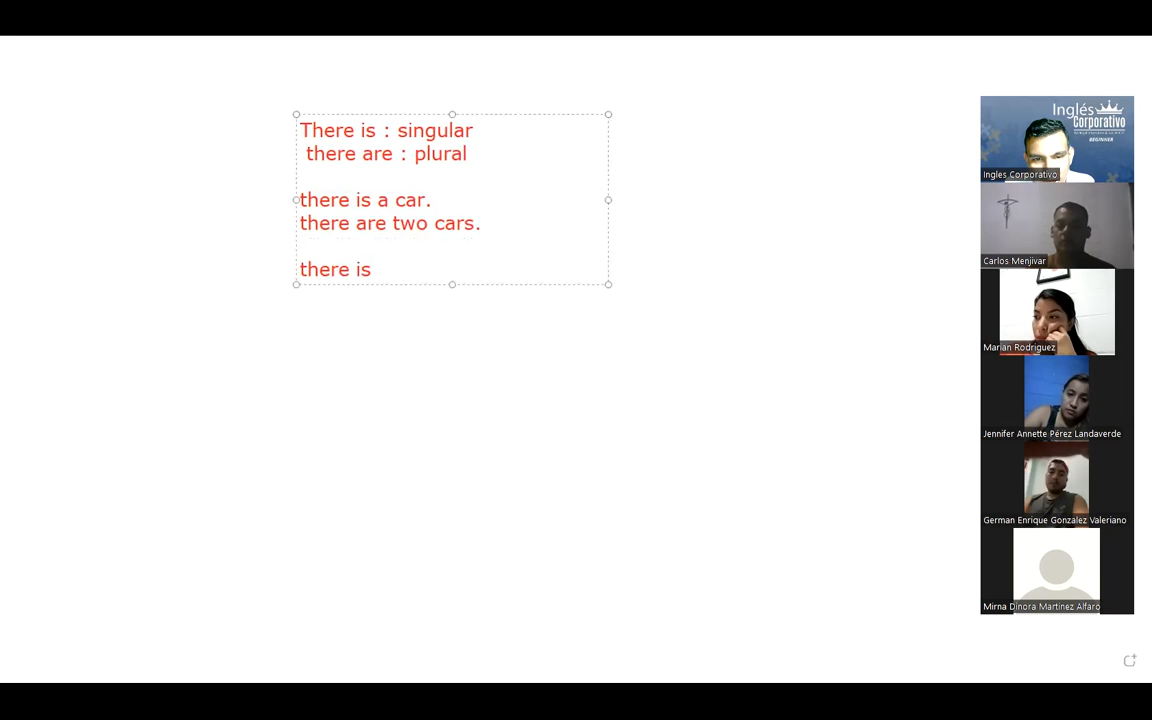 There is : singular
there are : plural
there is a car.
there are two cars.
there is
Inglés
Corporativo
BEGINNER
Ingles Corporativo
Carlos Menjivar
Marian Rodriguez
Jennifer Annette Pérez Landaverde
German Enrique Gonzalez Valeriano
Mirna Dinora Martinez Alfaro